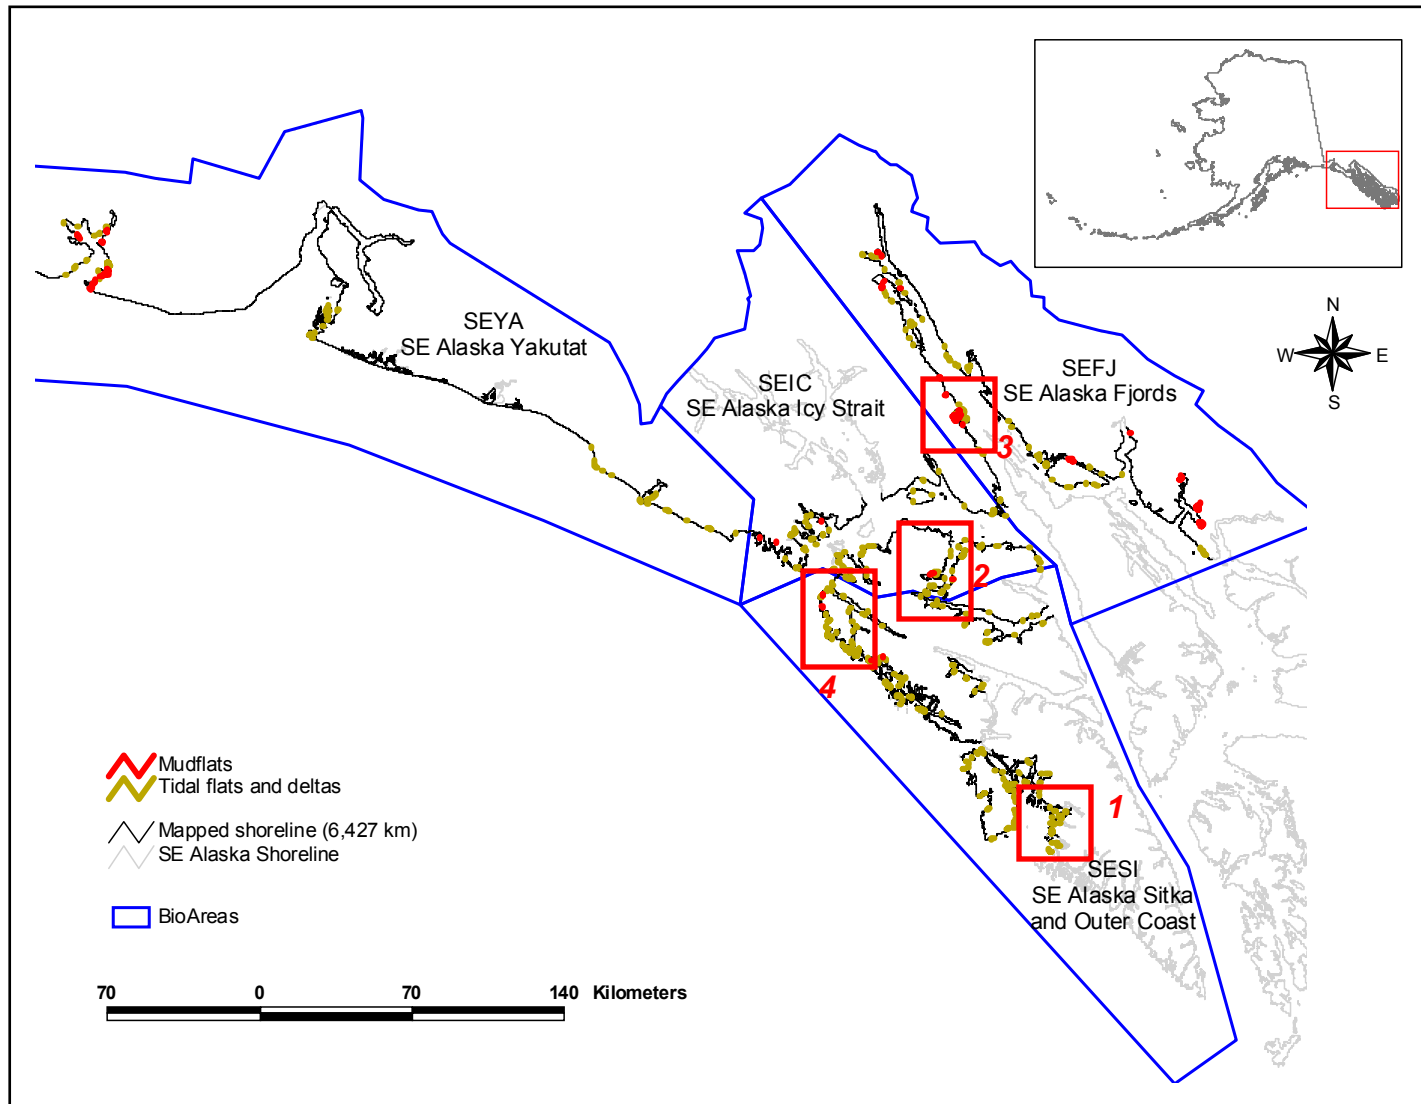 N
W
E
S
SEYA
SE Alaska Yakutat
SEIC
SE Alaska Icy Strait
SEFJ
SE Alaska Fjords
3
2
4
1
SESI
SE Alaska Sitka
and Outer Coast
Mudflats
Tidal flats and deltas
Mapped shoreline (6,427 km)
SE Alaska Shoreline
BioAreas
70 0 70 140 Kilometers